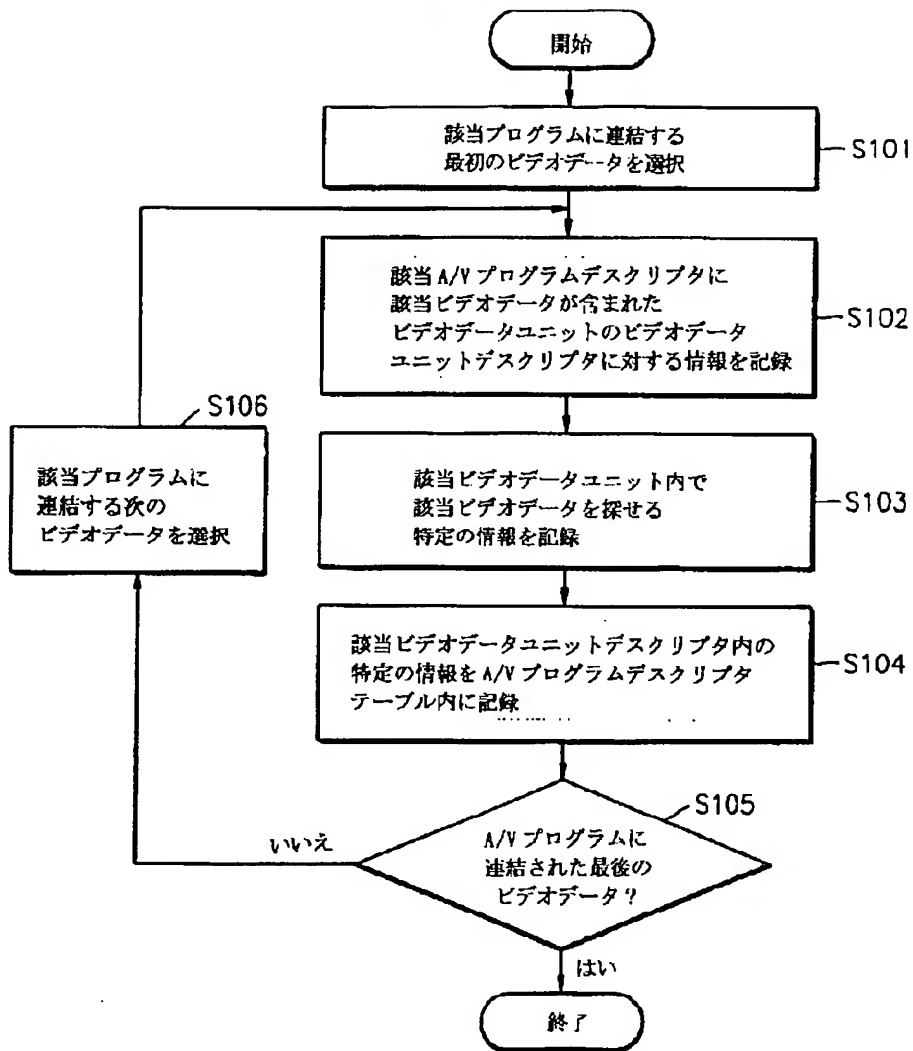 開始
該当プログラムに連結する
最初のビデオデータを選択
S101
該当A/Vプログラムデスクリプタに
該当ビデオデータが含まれた
ビデオデータユニットのビデオデータ
ユニットデスクリプタに対する情報を記録
S102
該当ビデオデータユニット内で
該当ビデオデータを探せる
特定の情報を記録
S103
該当ビデオデータユニットデスクリプタ内の
特定の情報をA/Vプログラムデスクリプタ
テーブル内に記録
S104
A/Vプログラムに
連結された最後の
ビデオデータ?
S105
いいえ
S106
該当プログラムに
連結する次の
ビデオデータを選択
はい
終了